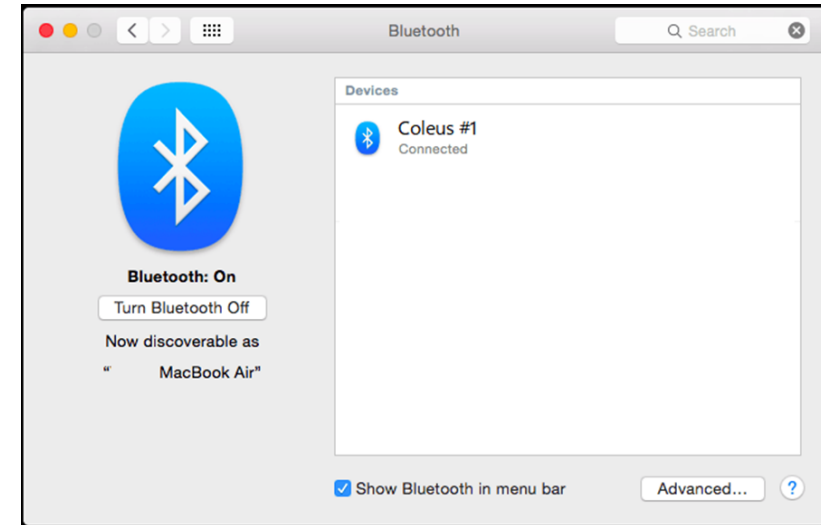 Bluetooth
Search
Devices
Coleus #1
Connected
Bluetooth: On
Turn Bluetooth Off
Now discoverable as
“ MacBook Air"
Show Bluetooth in menu bar
Advanced...
?